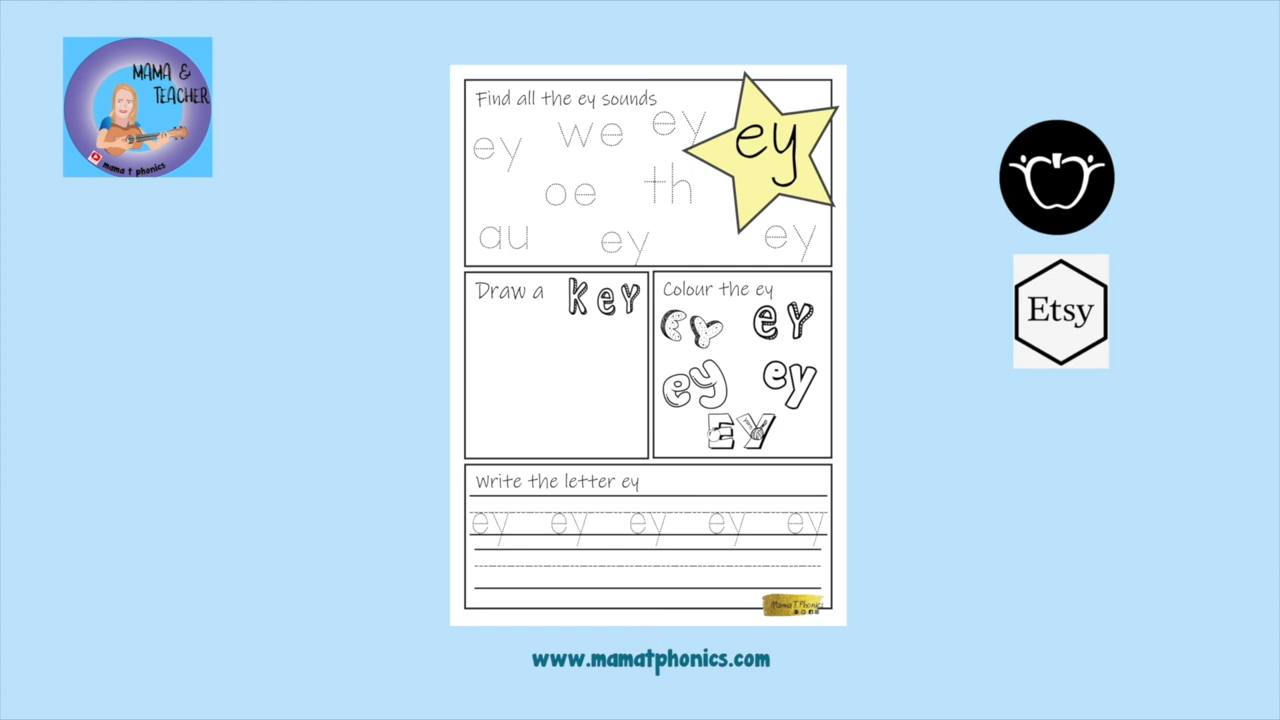 MAMA &
TEACHER
mama t phonics
Find all the ey sounds
ey we ey
ey
oe th
au ey ey
Draw a key
Colour the ey
ey ey
ey ey
EY
Write the letter ey
ey ey ey ey ey
Mama T Phonics
Etsy
www.mamatphonics.com